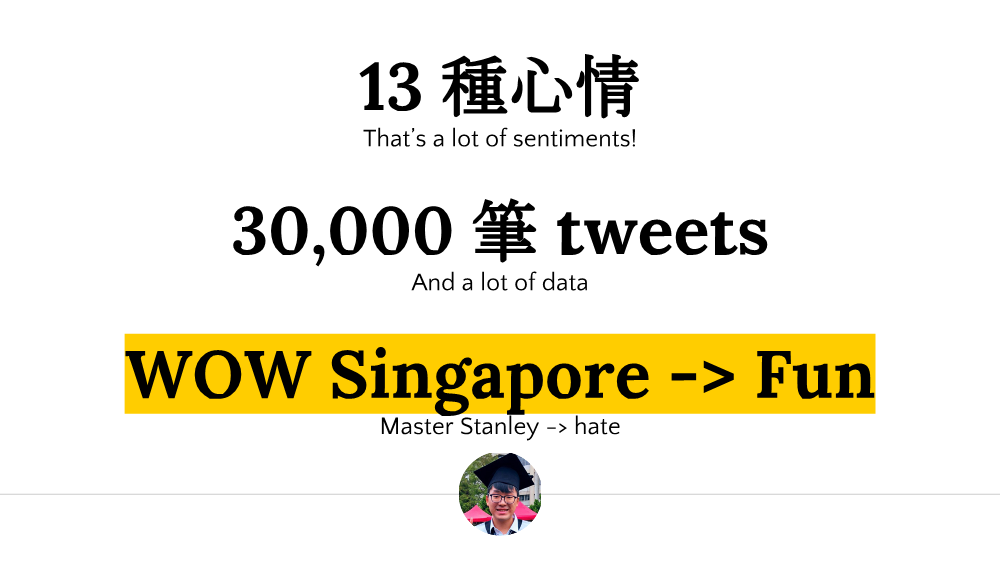 13 種心情
That’s a lot of sentiments!
30,000 筆 tweets
And a lot of data
WOW Singapore -> Fun
Master Stanley -> hate